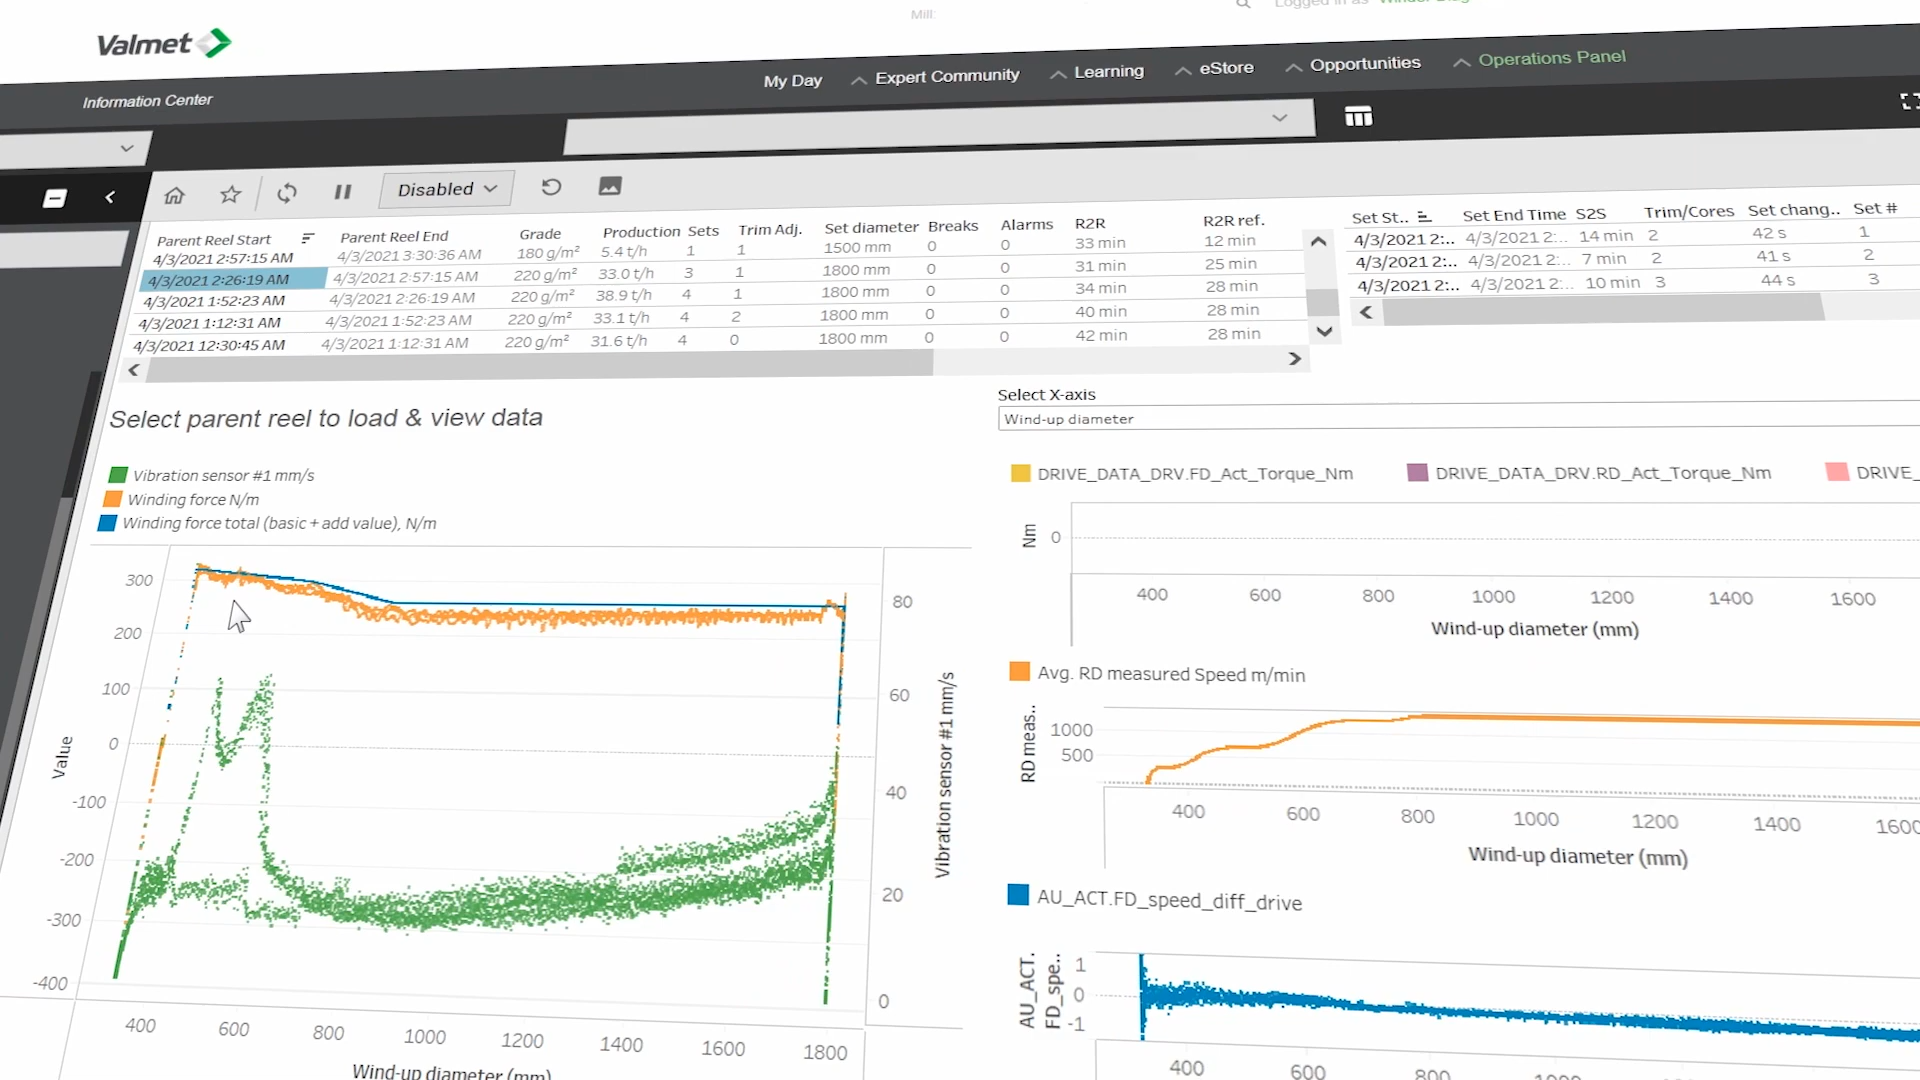 Mill:
Logged in as
Valmet
My Day
Expert Community
Learning
eStore
Opportunities
Operations Panel
Information Center
Disabled
Parent Reel Start Parent Reel End Grade Production Sets Trim Adj. Set diameter Breaks Alarms R2R R2R ref.
4/3/2021 2:57:15 AM 4/3/2021 3:30:36 AM 180 g/m² 5.4 t/h 1 1 1500 mm 0 0 33 min 12 min
4/3/2021 2:26:19 AM 4/3/2021 2:57:15 AM 220 g/m² 33.0 t/h 3 1 1800 mm 0 0 31 min 25 min
4/3/2021 1:52:23 AM 4/3/2021 2:26:19 AM 220 g/m² 38.9 t/h 4 1 1800 mm 0 0 34 min 28 min
4/3/2021 1:12:31 AM 4/3/2021 1:52:23 AM 220 g/m² 33.1 t/h 4 2 1800 mm 0 0 40 min 28 min
4/3/2021 12:30:45 AM 4/3/2021 1:12:31 AM 220 g/m² 31.6 t/h 4 0 1800 mm 0 0 42 min 28 min
Set St.. Set End Time S2S Trim/Cores Set chang.. Set #
4/3/2021 2:.. 4/3/2021 2:.. 14 min 2 42 s 1
4/3/2021 2:.. 4/3/2021 2:.. 7 min 2 41 s 2
4/3/2021 2:.. 4/3/2021 2:.. 10 min 3 44 s 3
Select parent reel to load & view data
Vibration sensor #1 mm/s
Winding force N/m
Winding force total (basic + add value), N/m
300
200
100
0
-100
-200
-300
-400
Value
80
60
40
20
0
Vibration sensor #1 mm/s
400 600 800 1000 1200 1400 1600 1800
Wind-up diameter (mm)
Select X-axis
Wind-up diameter
DRIVE_DATA_DRV.FD_Act_Torque_Nm
DRIVE_DATA_DRV.RD_Act_Torque_Nm
DRIVE_
Nm
0
400 600 800 1000 1200 1400 1600
Wind-up diameter (mm)
Avg. RD measured Speed m/min
RD meas..
1000
500
400 600 800 1000 1200 1400 1600
Wind-up diameter (mm)
AU_ACT.FD_speed_diff_drive
AU_ACT.
FD_spe..
1
0
-1
400 600 800 1000